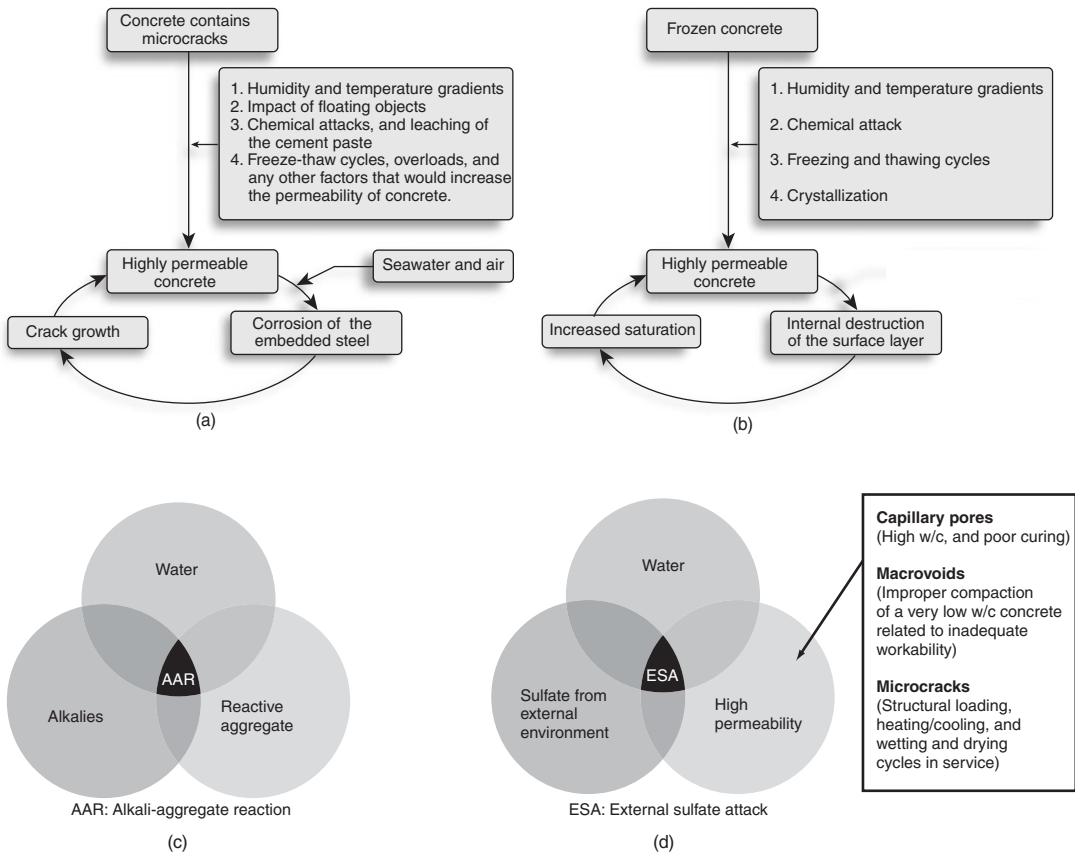 Concrete contains
microcracks
1. Humidity and temperature gradients
2. Impact of floating objects
3. Chemical attacks, and leaching of
the cement paste
4. Freeze-thaw cycles, overloads, and
any other factors that would increase
the permeability of concrete.
Highly permeable
concrete
Seawater and air
Crack growth
Corrosion of the
embedded steel
(a)
Frozen concrete
1. Humidity and temperature gradients
2. Chemical attack
3. Freezing and thawing cycles
4. Crystallization
Highly permeable
concrete
Increased saturation
Internal destruction
of the surface layer
(b)
Water
AAR
Alkalies
Reactive
aggregate
AAR: Alkali-aggregate reaction
(c)
Water
ESA
Sulfate from
external
environment
High
permeability
ESA: External sulfate attack
(d)
Capillary pores
(High w/c, and poor curing)
Macrovoids
(Improper compaction
of a very low w/c concrete
related to inadequate
workability)
Microcracks
(Structural loading,
heating/cooling, and
wetting and drying
cycles in service)